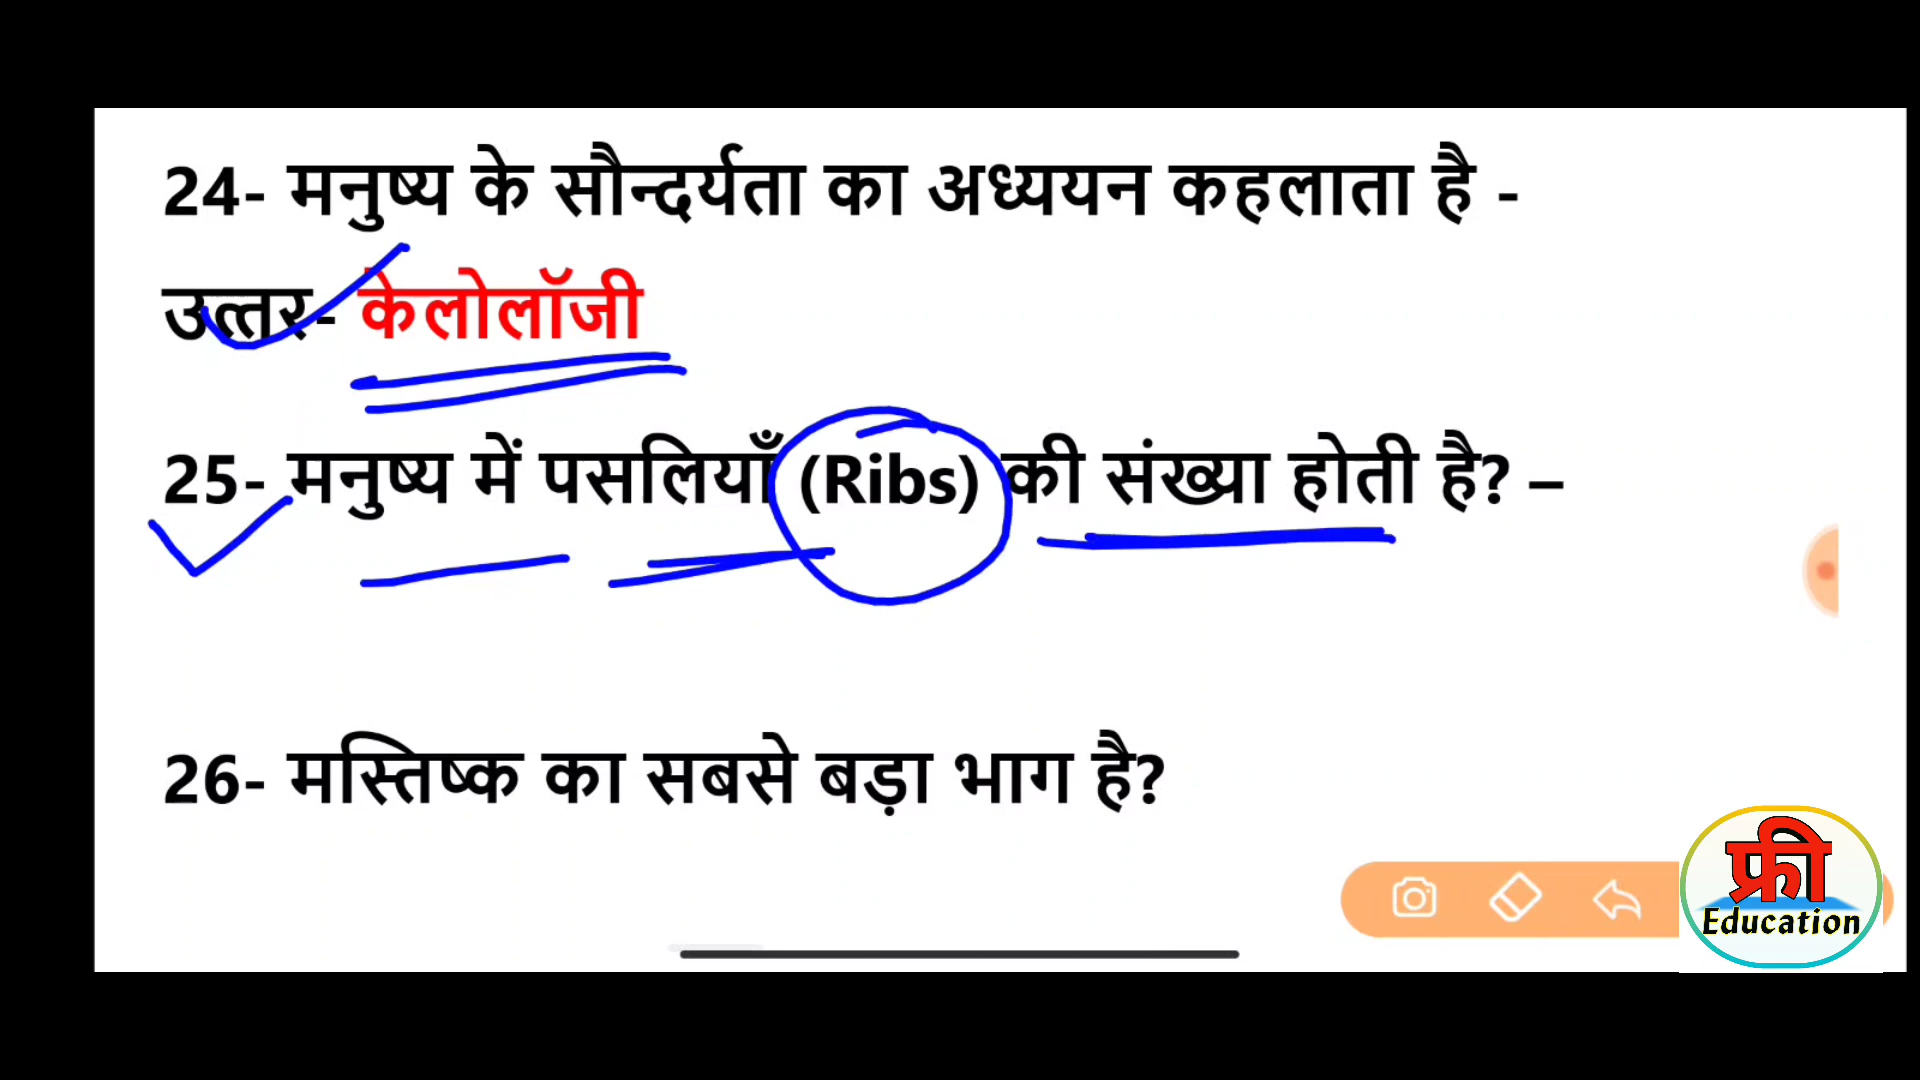 24- मनुष्य के सौन्दर्यता का अध्ययन कहलाता है -
उत्तर- केलोलॉजी
25- मनुष्य में पसलियाँ (Ribs) की संख्या होती है? –
26- मस्तिष्क का सबसे बड़ा भाग है?
फ्री
Education